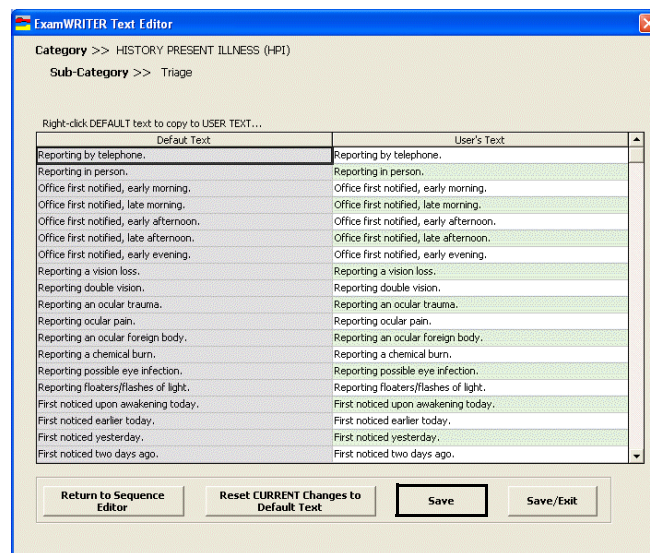 ExamWRITER Text Editor
Category >> HISTORY PRESENT ILLNESS (HPI)
Sub-Category >> Triage
Right-click DEFAULT text to copy to USER TEXT...
Defaut Text User's Text
Reporting by telephone. Reporting by telephone.
Reporting in person. Reporting in person.
Office first notified, early morning. Office first notified, early morning.
Office first notified, late morning. Office first notified, late morning.
Office first notified, early afternoon. Office first notified, early afternoon.
Office first notified, late afternoon. Office first notified, late afternoon.
Office first notified, early evening. Office first notified, early evening.
Reporting a vision loss. Reporting a vision loss.
Reporting double vision. Reporting double vision.
Reporting an ocular trauma. Reporting an ocular trauma.
Reporting ocular pain. Reporting ocular pain.
Reporting an ocular foreign body. Reporting an ocular foreign body.
Reporting a chemical burn. Reporting a chemical burn.
Reporting possible eye infection. Reporting possible eye infection.
Reporting floaters/flashes of light. Reporting floaters/flashes of light.
First noticed upon awakening today. First noticed upon awakening today.
First noticed earlier today. First noticed earlier today.
First noticed yesterday. First noticed yesterday.
First noticed two days ago. First noticed two days ago.
Return to Sequence Editor
Reset CURRENT Changes to Default Text
Save
Save/Exit